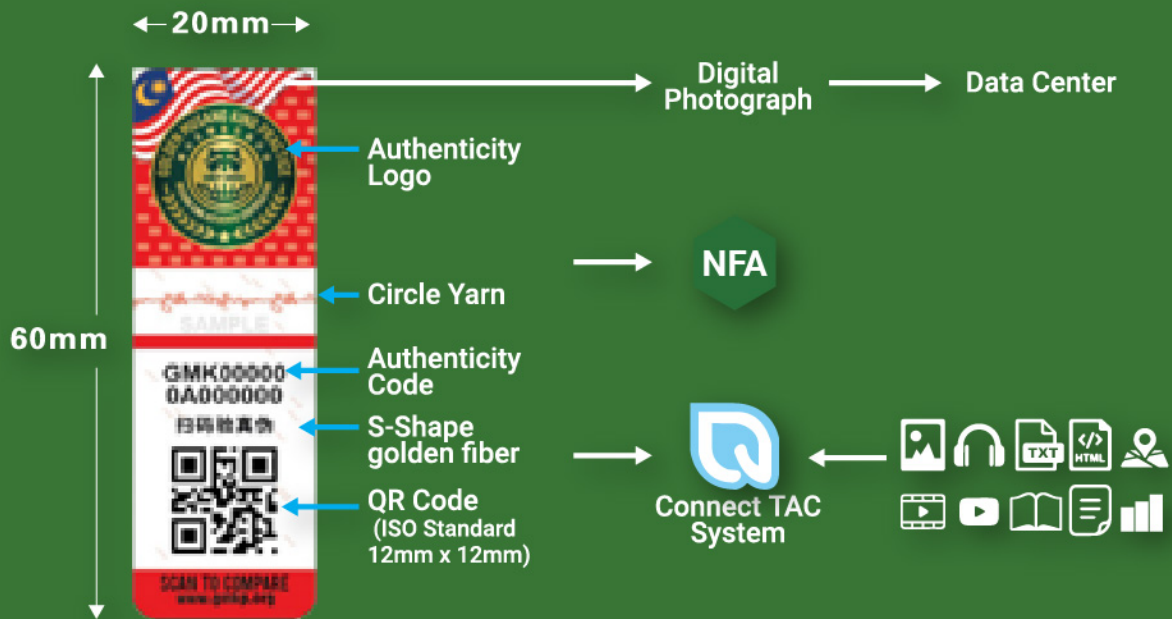 20mm
Digital
Photograph
Data Center
Authenticity
Logo
NFA
Circle Yarn
SAMPLE
60mm
Authenticity
Code
GMK00000
0A000000
扫码验真伪
S-Shape
golden fiber
QR Code
(ISO Standard
12mm x 12mm)
Connect TAC
System
TXT
</>
HTML
SCAN TO COMPARE